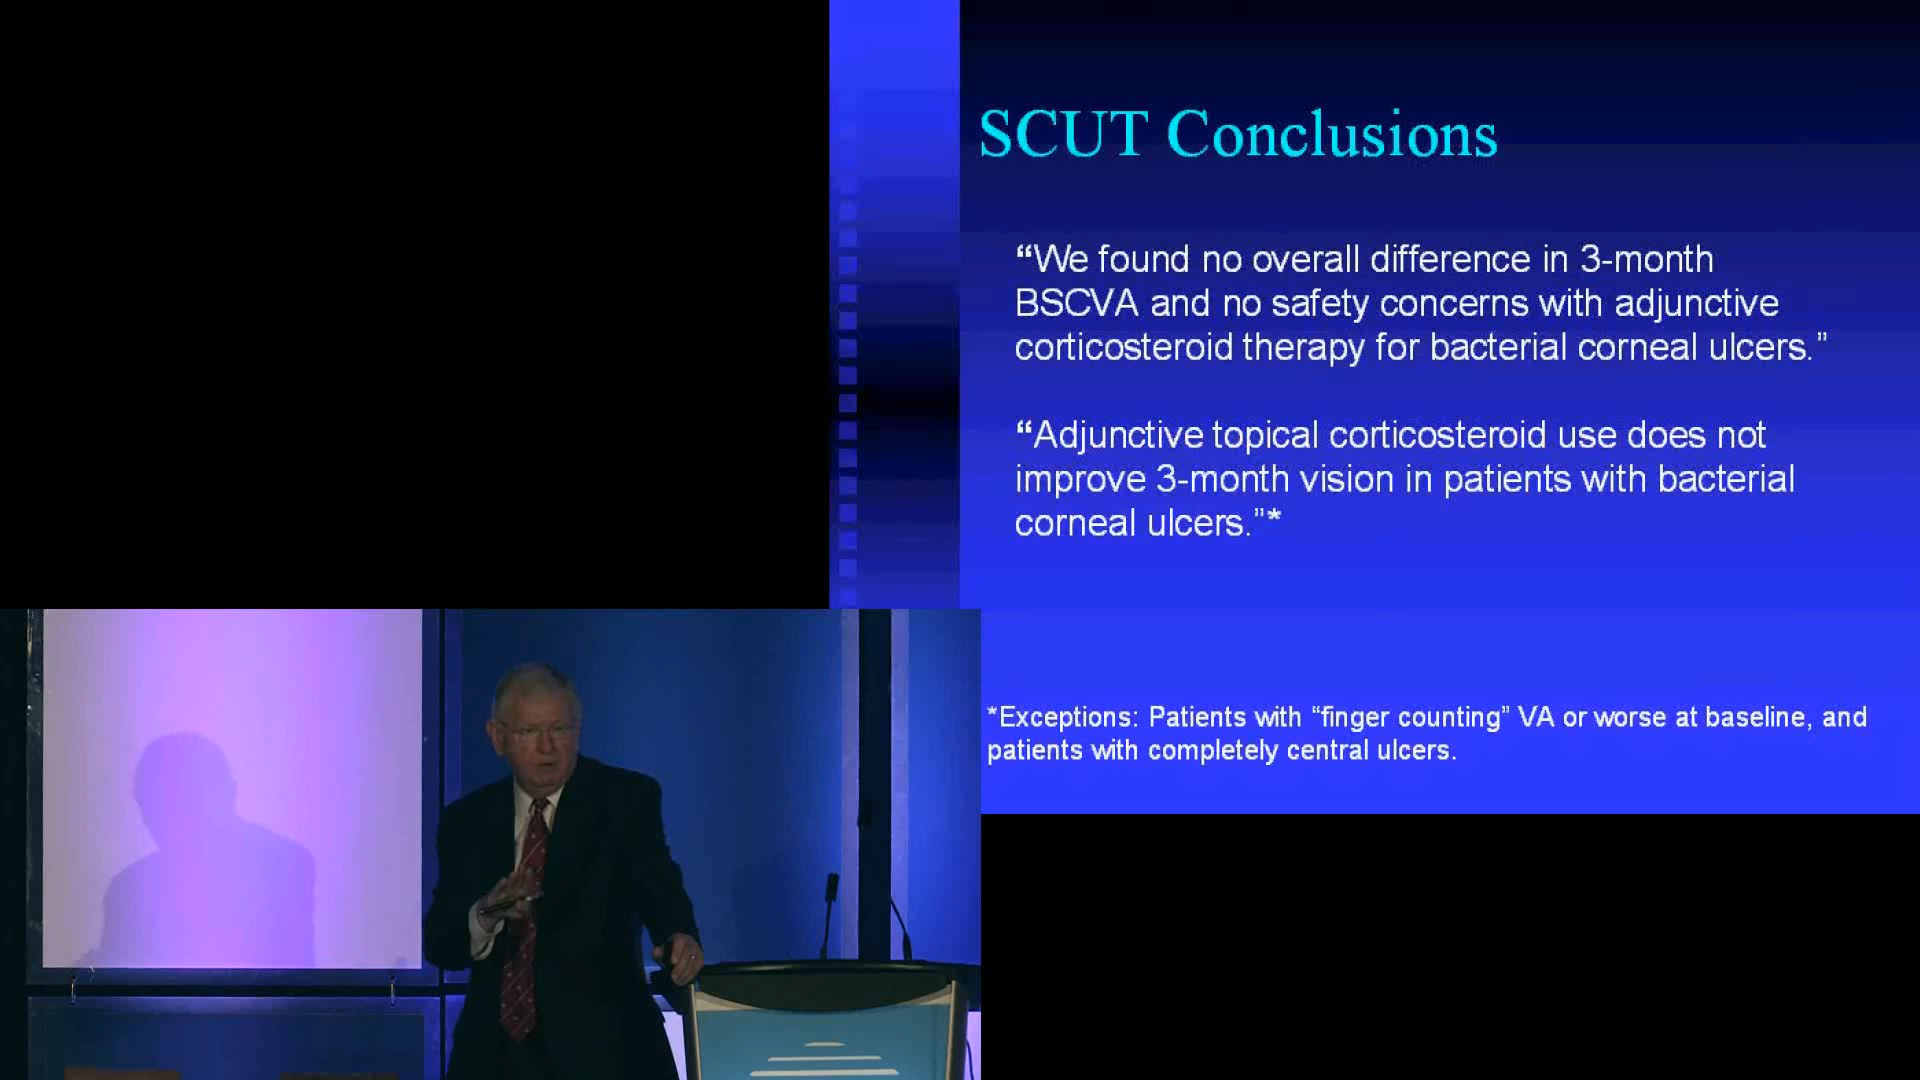 SCUT Conclusions
“We found no overall difference in 3-month
BSCVA and no safety concerns with adjunctive
corticosteroid therapy for bacterial corneal ulcers.”
“Adjunctive topical corticosteroid use does not
improve 3-month vision in patients with bacterial
corneal ulcers.”*
*Exceptions: Patients with “finger counting” VA or worse at baseline, and
patients with completely central ulcers.